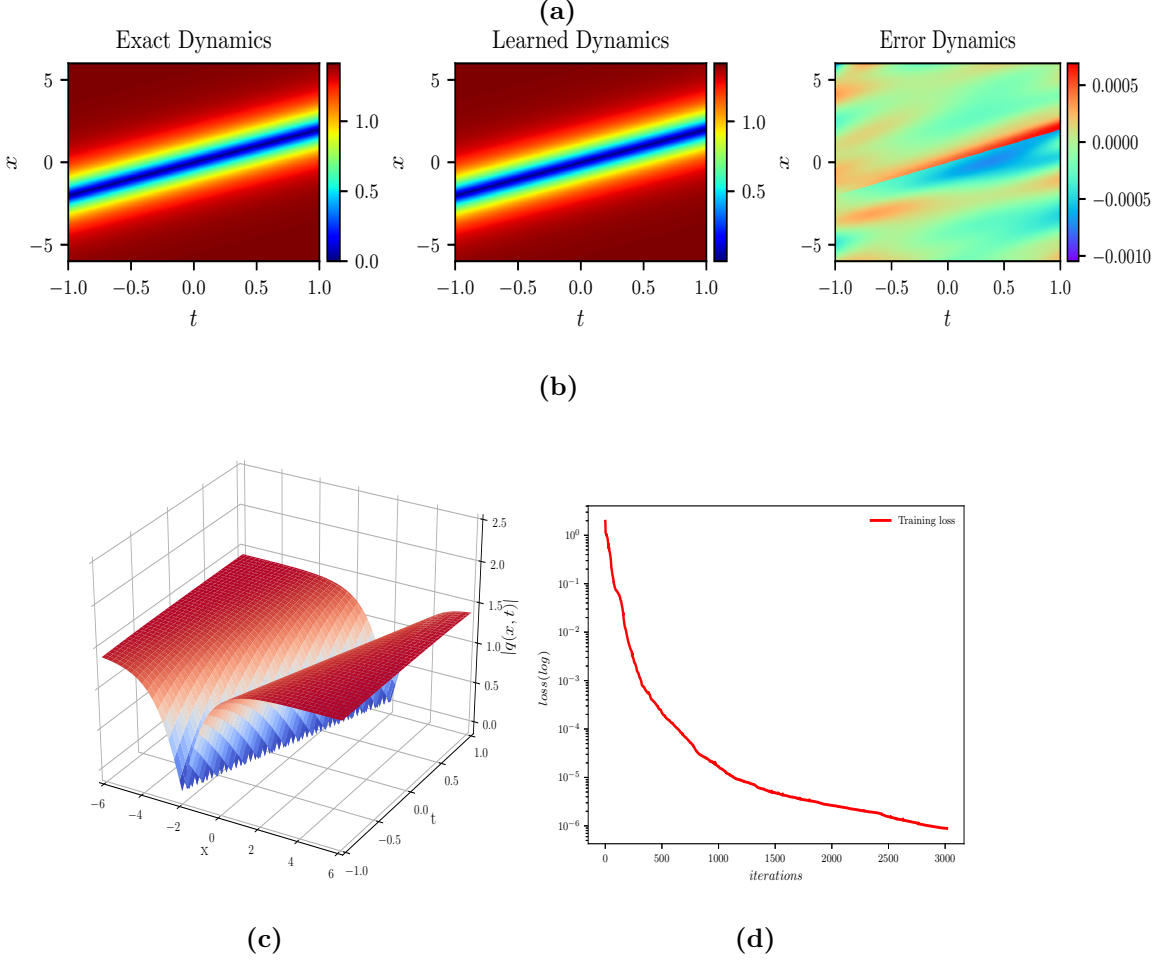 (a)
Exact Dynamics
5
0
−5
x
−1.0 −0.5 0.0 0.5 1.0
t
1.0
0.5
0.0
Learned Dynamics
5
0
−5
x
−1.0 −0.5 0.0 0.5 1.0
t
1.0
0.5
Error Dynamics
5
0
−5
x
−1.0 −0.5 0.0 0.5 1.0
t
0.0005
0.0000
−0.0005
−0.0010
(b)
2.5
2.0
1.5
1.0
0.5
0.0
|q(x, t)|
−6 −4 −2 0 2 4 6
x
−1.0 −0.5 0.0 0.5 1.0
t
(c)
Training loss
10^0
10^−1
10^−2
10^−3
10^−4
10^−5
10^−6
loss(log)
0 500 1000 1500 2000 2500 3000
iterations
(d)